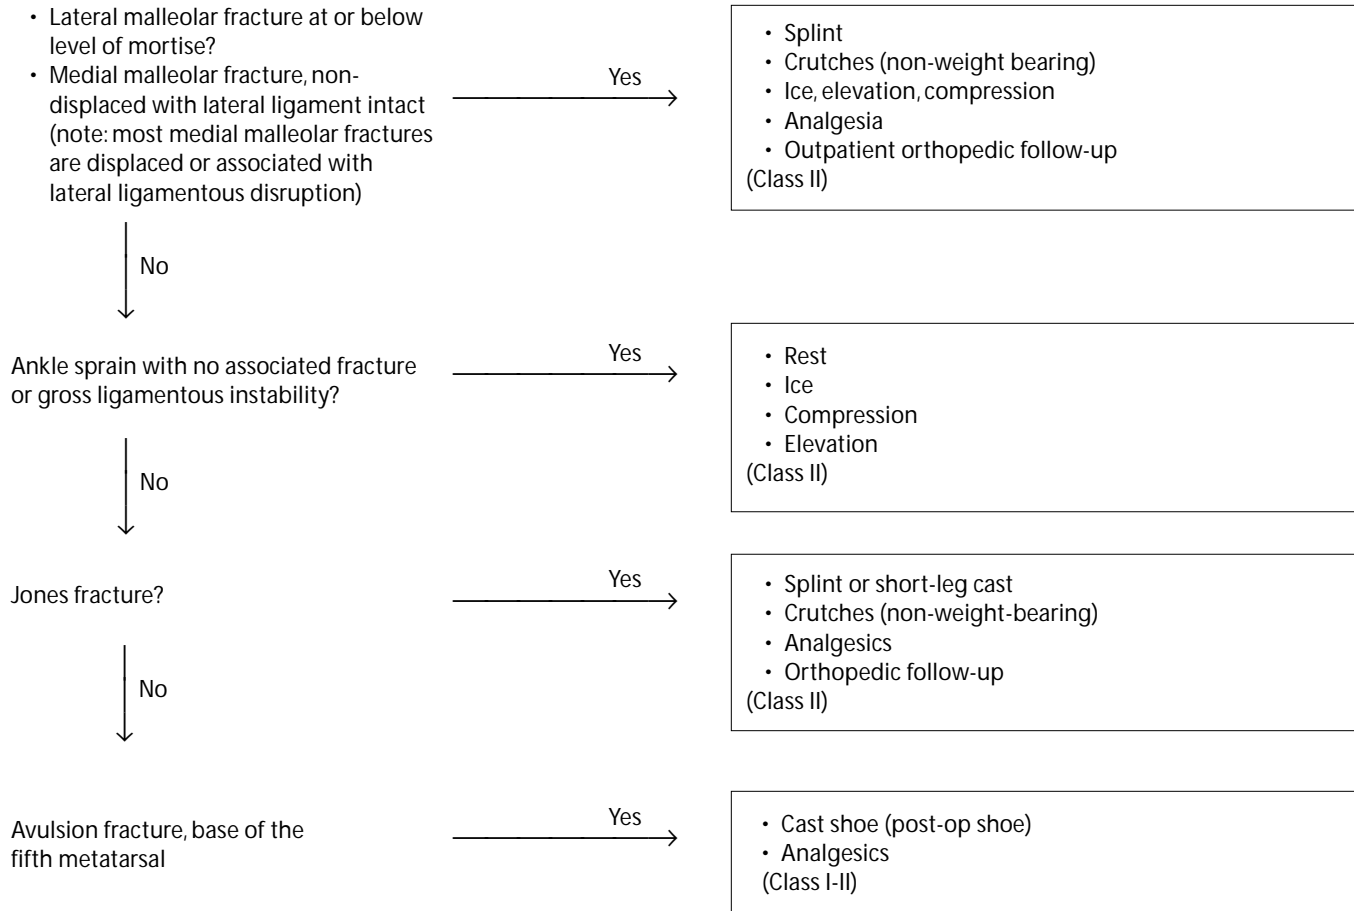 • Lateral malleolar fracture at or below
level of mortise?
• Medial malleolar fracture, non-
displaced with lateral ligament intact
(note: most medial malleolar fractures
are displaced or associated with
lateral ligamentous disruption)
Yes
• Splint
• Crutches (non-weight bearing)
• Ice, elevation, compression
• Analgesia
• Outpatient orthopedic follow-up
(Class II)
No
Ankle sprain with no associated fracture
or gross ligamentous instability?
Yes
• Rest
• Ice
• Compression
• Elevation
(Class II)
No
Jones fracture?
Yes
• Splint or short-leg cast
• Crutches (non-weight-bearing)
• Analgesics
• Orthopedic follow-up
(Class II)
No
Avulsion fracture, base of the
fifth metatarsal
Yes
• Cast shoe (post-op shoe)
• Analgesics
(Class I-II)